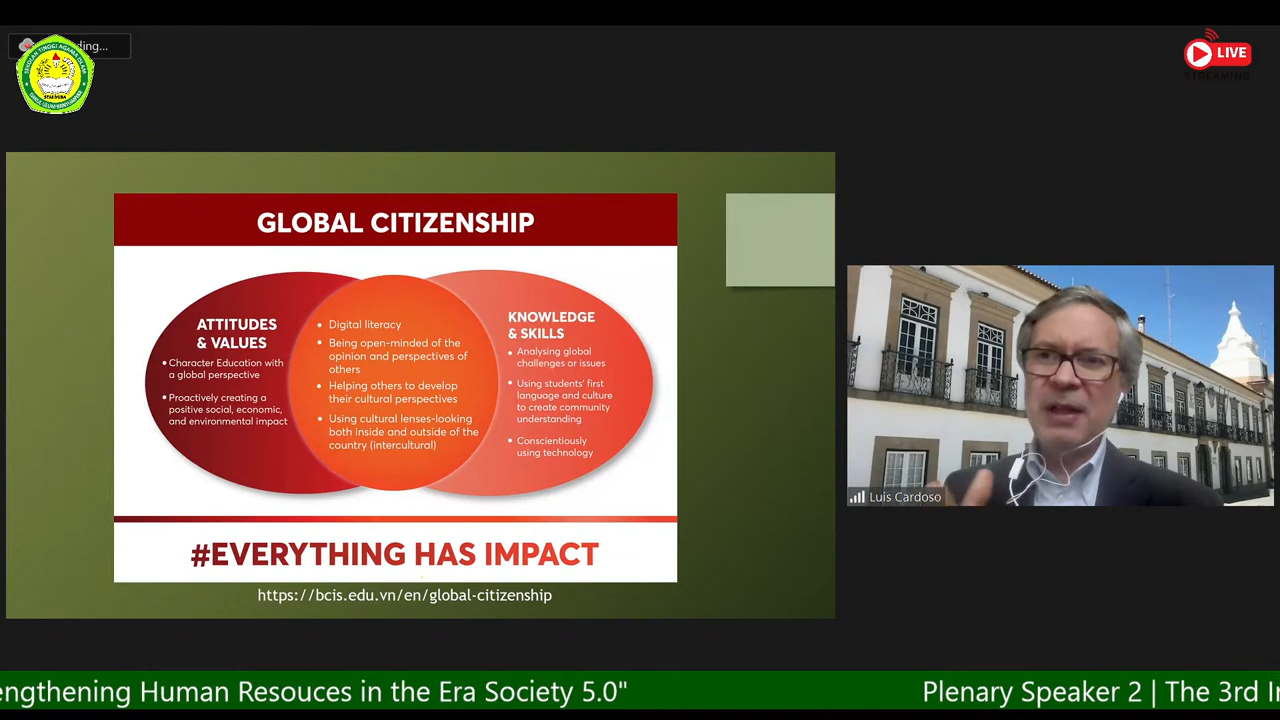 LIVE
STREAMING
GLOBAL CITIZENSHIP
ATTITUDES
& VALUES
• Character Education with
a global perspective
• Proactively creating a
positive social, economic,
and environmental impact
• Digital literacy
• Being open-minded of the
opinion and perspectives of
others
• Helping others to develop
their cultural perspectives
• Using cultural lenses-looking
both inside and outside of the
country (intercultural)
KNOWLEDGE
& SKILLS
• Analysing global
challenges or issues
• Using students' first
language and culture
to create community
understanding
• Conscientiously
using technology
#EVERYTHING HAS IMPACT
https://bcis.edu.vn/en/global-citizenship
Luis Cardoso
engthening Human Resouces in the Era Society 5.0"
Plenary Speaker 2 | The 3rd In